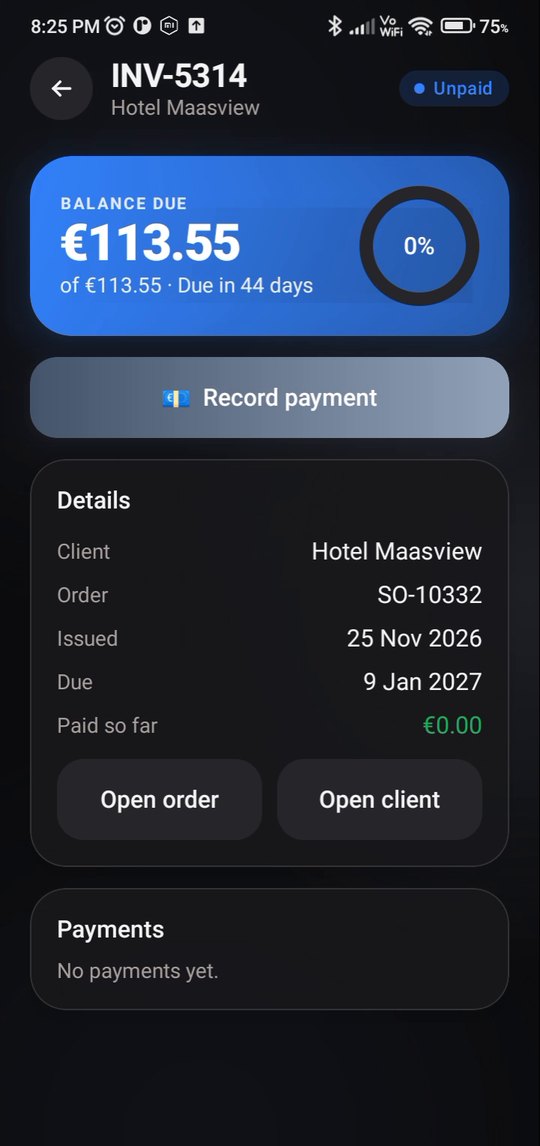 8:25 PM Vo WiFi 75%
INV-5314
Hotel Maasview
Unpaid
BALANCE DUE
€113.55
of €113.55 · Due in 44 days
0%
Record payment
Details
Client Hotel Maasview
Order SO-10332
Issued 25 Nov 2026
Due 9 Jan 2027
Paid so far €0.00
Open order Open client
Payments
No payments yet.